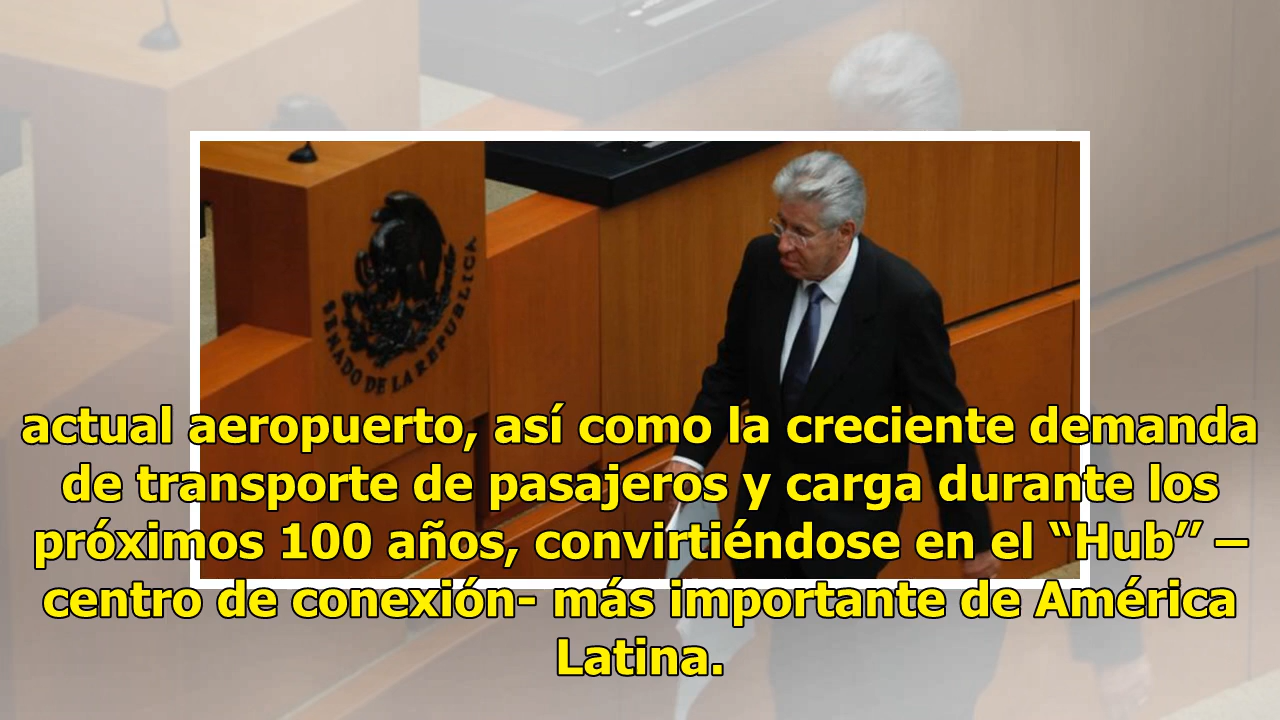 SENADO DE LA REPUBLICA
actual aeropuerto, así como la creciente demanda
de transporte de pasajeros y carga durante los
próximos 100 años, convirtiéndose en el “Hub” –
centro de conexión- más importante de América
Latina.